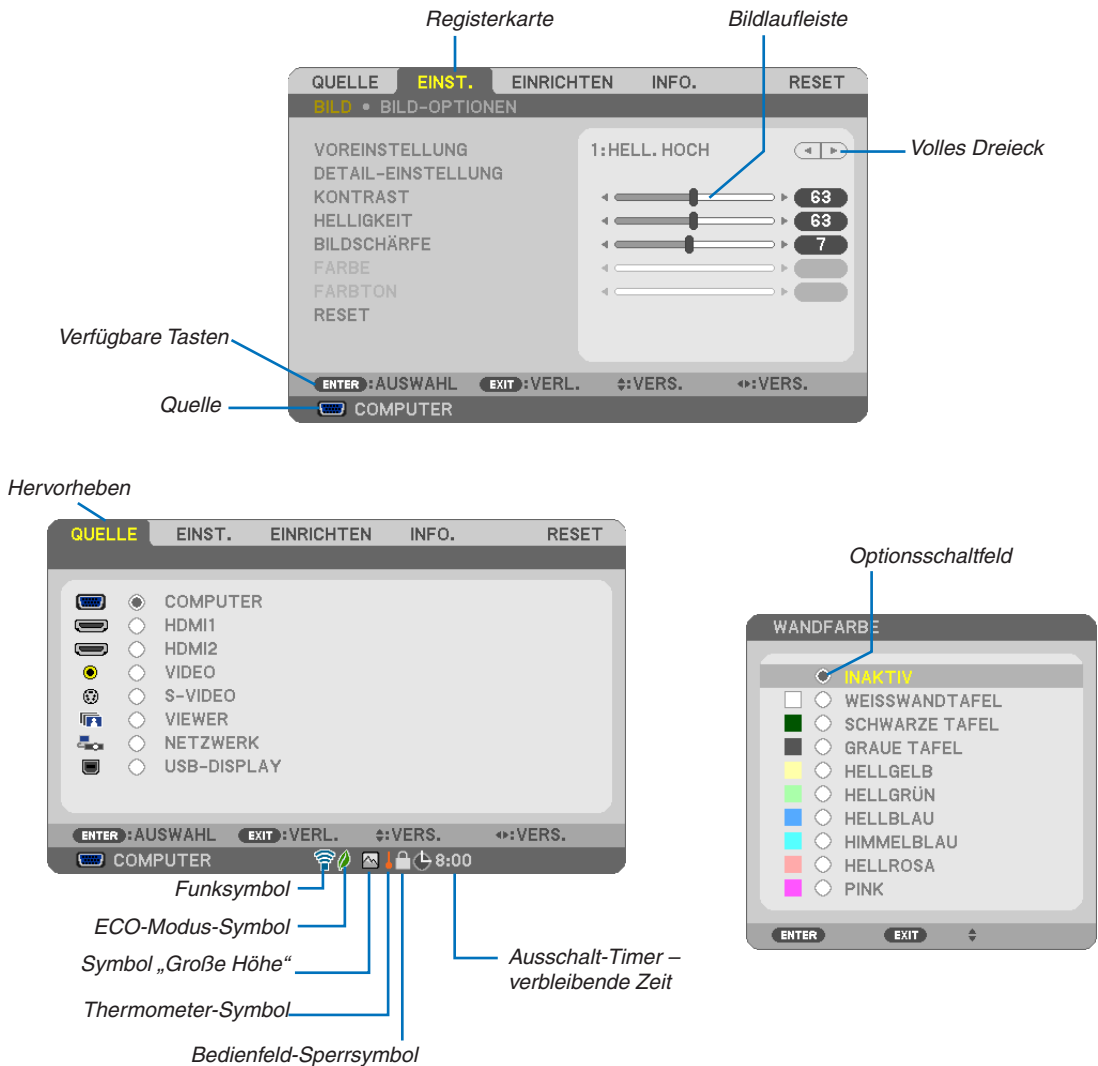 Registerkarte
Bildlaufleiste
QUELLE EINST. EINRICHTEN INFO. RESET
BILD • BILD-OPTIONEN
VOREINSTELLUNG 1:HELL. HOCH
Volles Dreieck
DETAIL-EINSTELLUNG
KONTRAST 63
HELLIGKEIT 63
BILDSCHÄRFE 7
FARBE
FARBTON
RESET
Verfügbare Tasten
ENTER :AUSWAHL EXIT :VERL. :VERS. :VERS.
Quelle
COMPUTER
Hervorheben
QUELLE EINST. EINRICHTEN INFO. RESET
COMPUTER
HDMI1
HDMI2
VIDEO
S-VIDEO
VIEWER
NETZWERK
USB-DISPLAY
ENTER :AUSWAHL EXIT :VERL. :VERS. :VERS.
COMPUTER 8:00
Funksymbol
ECO-Modus-Symbol
Symbol „Große Höhe“
Thermometer-Symbol
Bedienfeld-Sperrsymbol
Ausschalt-Timer –
verbleibende Zeit
Optionsschaltfeld
WANDFARBE
INAKTIV
WEISSWANDTAFEL
SCHWARZE TAFEL
GRAUE TAFEL
HELLGELB
HELLGRÜN
HELLBLAU
HIMMELBLAU
HELLROSA
PINK
ENTER EXIT